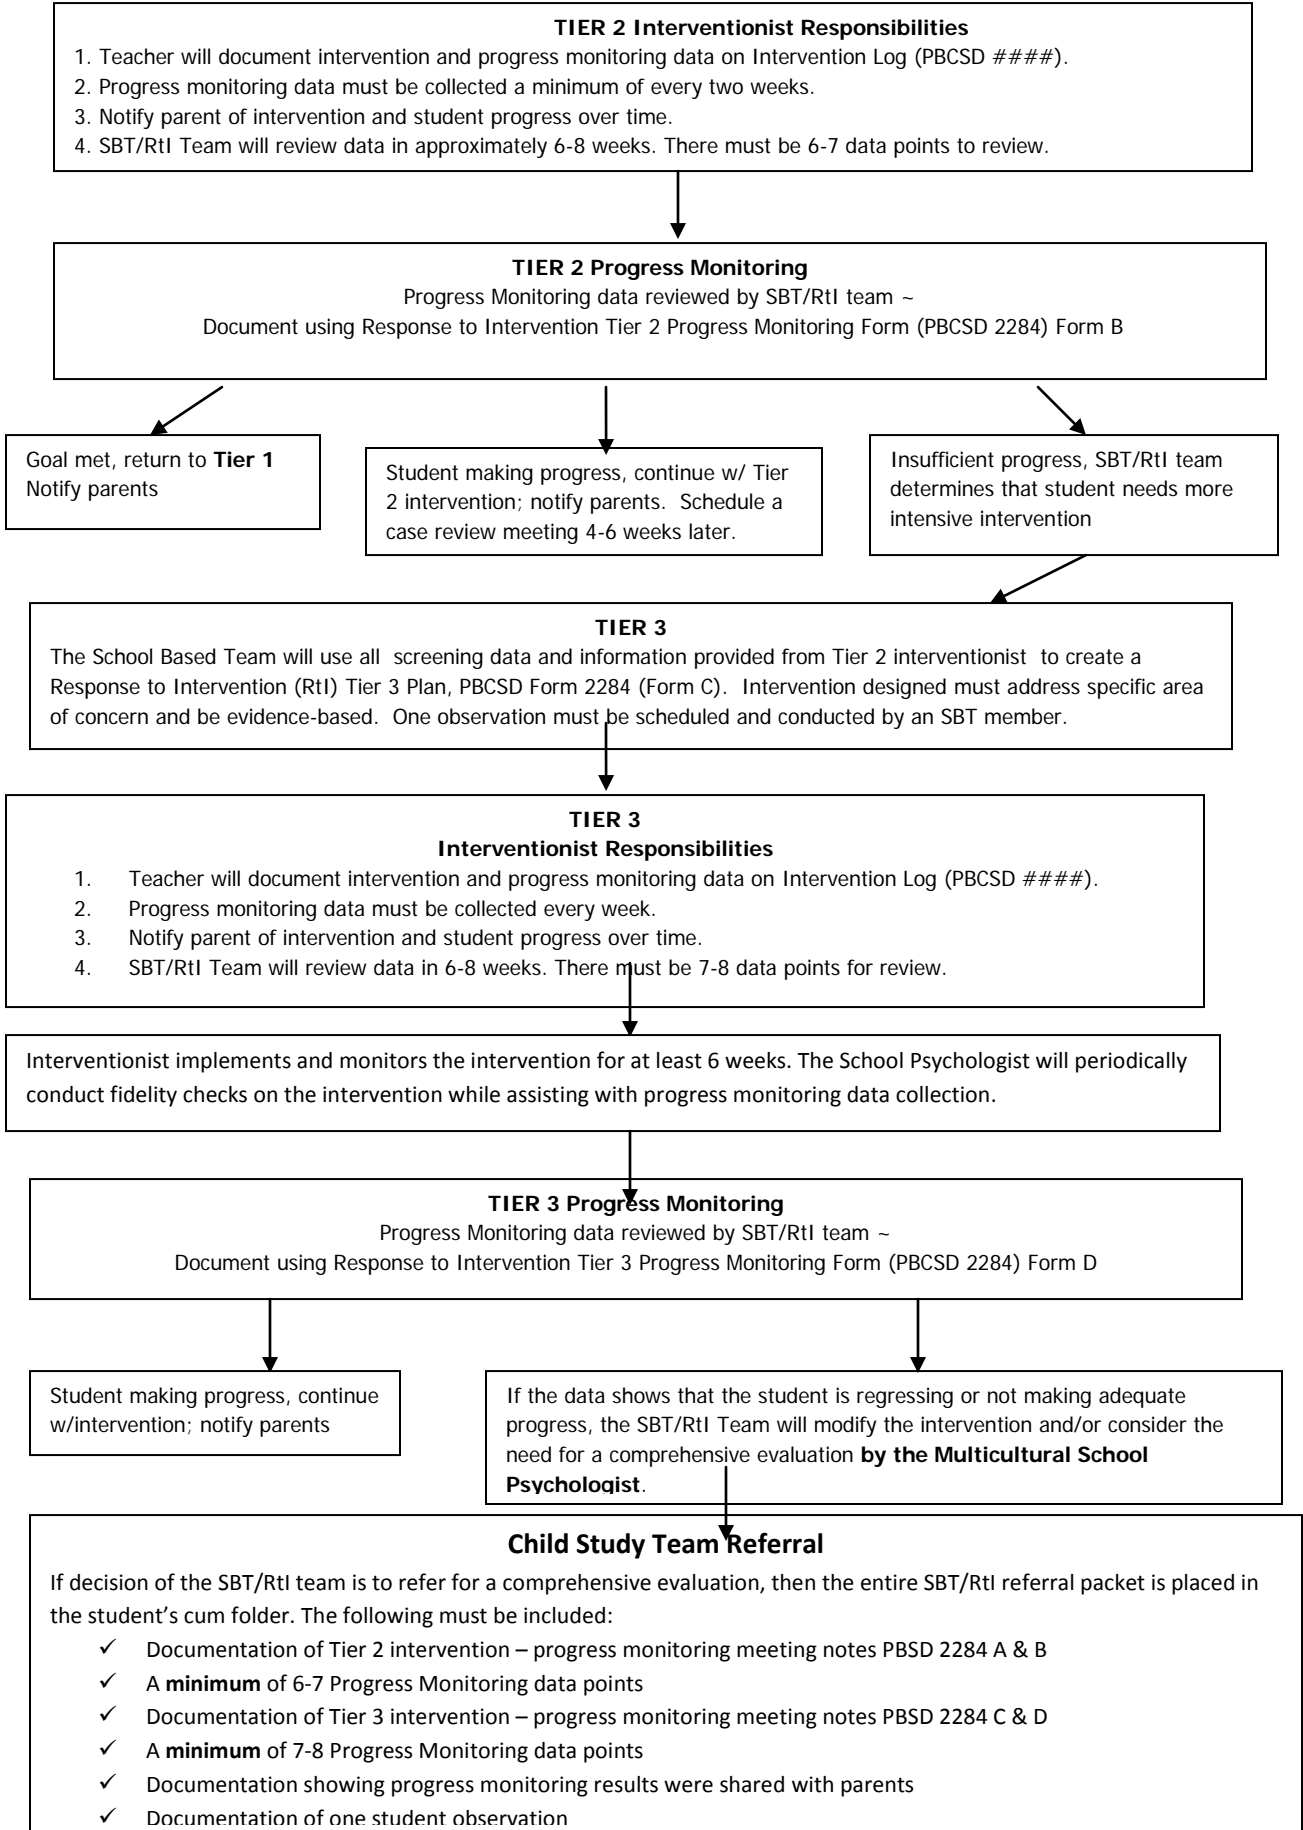 TIER 2 Interventionist Responsibilities
1. Teacher will document intervention and progress monitoring data on Intervention Log (PBCSD ####).
2. Progress monitoring data must be collected a minimum of every two weeks.
3. Notify parent of intervention and student progress over time.
4. SBT/RtI Team will review data in approximately 6-8 weeks. There must be 6-7 data points to review.
TIER 2 Progress Monitoring
Progress Monitoring data reviewed by SBT/RtI team ~
Document using Response to Intervention Tier 2 Progress Monitoring Form (PBCSD 2284) Form B
Goal met, return to Tier 1
Notify parents
Student making progress, continue w/ Tier
2 intervention; notify parents. Schedule a
case review meeting 4-6 weeks later.
Insufficient progress, SBT/RtI team
determines that student needs more
intensive intervention
TIER 3
The School Based Team will use all screening data and information provided from Tier 2 interventionist to create a
Response to Intervention (RtI) Tier 3 Plan, PBCSD Form 2284 (Form C). Intervention designed must address specific area
of concern and be evidence-based. One observation must be scheduled and conducted by an SBT member.
TIER 3
Interventionist Responsibilities
1. Teacher will document intervention and progress monitoring data on Intervention Log (PBCSD ####).
2. Progress monitoring data must be collected every week.
3. Notify parent of intervention and student progress over time.
4. SBT/RtI Team will review data in 6-8 weeks. There must be 7-8 data points for review.
Interventionist implements and monitors the intervention for at least 6 weeks. The School Psychologist will periodically
conduct fidelity checks on the intervention while assisting with progress monitoring data collection.
TIER 3 Progress Monitoring
Progress Monitoring data reviewed by SBT/RtI team ~
Document using Response to Intervention Tier 3 Progress Monitoring Form (PBCSD 2284) Form D
Student making progress, continue
w/intervention; notify parents
If the data shows that the student is regressing or not making adequate
progress, the SBT/RtI Team will modify the intervention and/or consider the
need for a comprehensive evaluation by the Multicultural School
Psychologist.
Child Study Team Referral
If decision of the SBT/RtI team is to refer for a comprehensive evaluation, then the entire SBT/RtI referral packet is placed in
the student's cum folder. The following must be included:
✓ Documentation of Tier 2 intervention – progress monitoring meeting notes PBSD 2284 A & B
✓ A minimum of 6-7 Progress Monitoring data points
✓ Documentation of Tier 3 intervention – progress monitoring meeting notes PBSD 2284 C & D
✓ A minimum of 7-8 Progress Monitoring data points
✓ Documentation showing progress monitoring results were shared with parents
✓ Documentation of one student observation